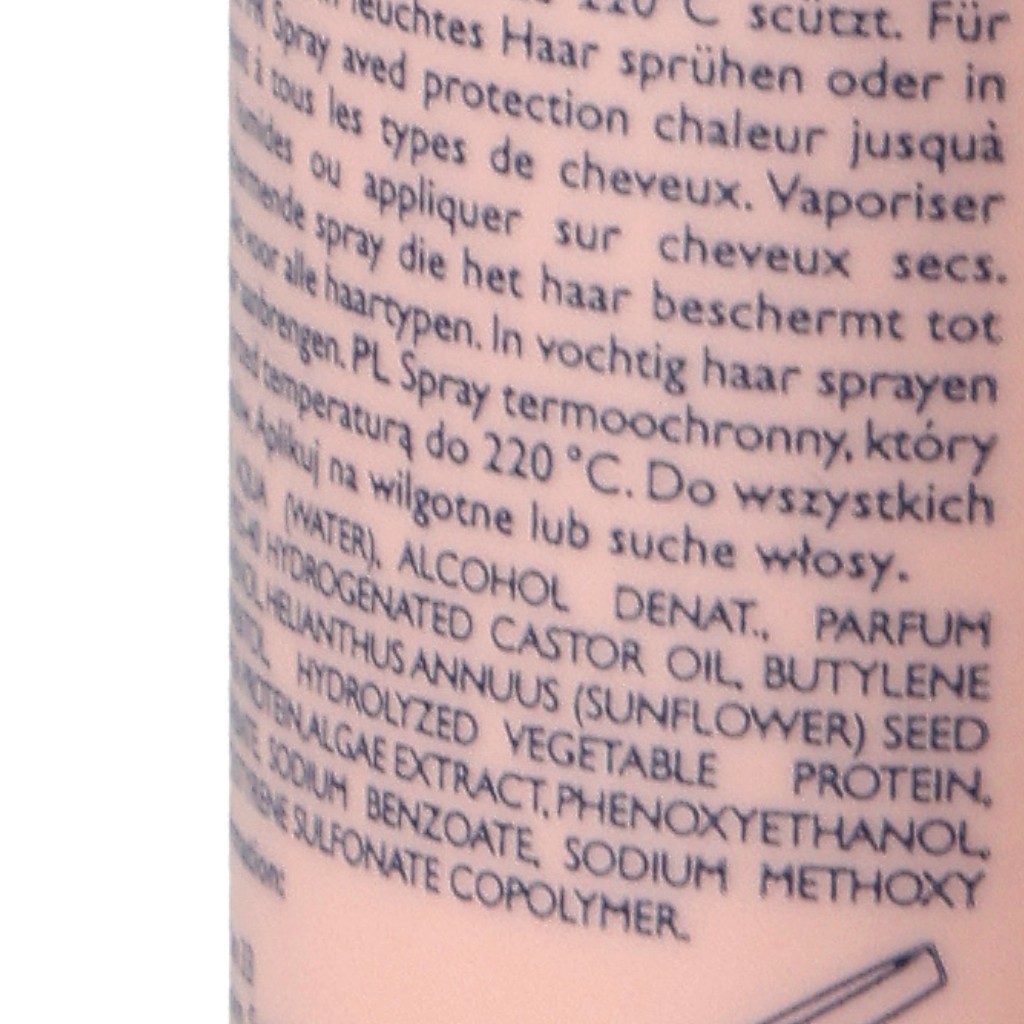 220°C scützt. Für
feuchtes Haar sprühen oder in
Spray aved protection chaleur jusquà
à tous les types de cheveux. Vaporiser
ou appliquer sur cheveux secs.
spray die het haar beschermt tot
voor alle haartypen. In vochtig haar sprayen
PL Spray termoochronny, który
temperaturą do 220 °C. Do wszystkich
Aplikuj na wilgotne lub suche włosy.
(WATER), ALCOHOL DENAT., PARFUM
HYDROGENATED CASTOR OIL, BUTYLENE
HELIANTHUS ANNUUS (SUNFLOWER) SEED
HYDROLYZED VEGETABLE PROTEIN,
ALGAE EXTRACT, PHENOXYETHANOL,
SODIUM BENZOATE, SODIUM METHOXY
SULFONATE COPOLYMER.